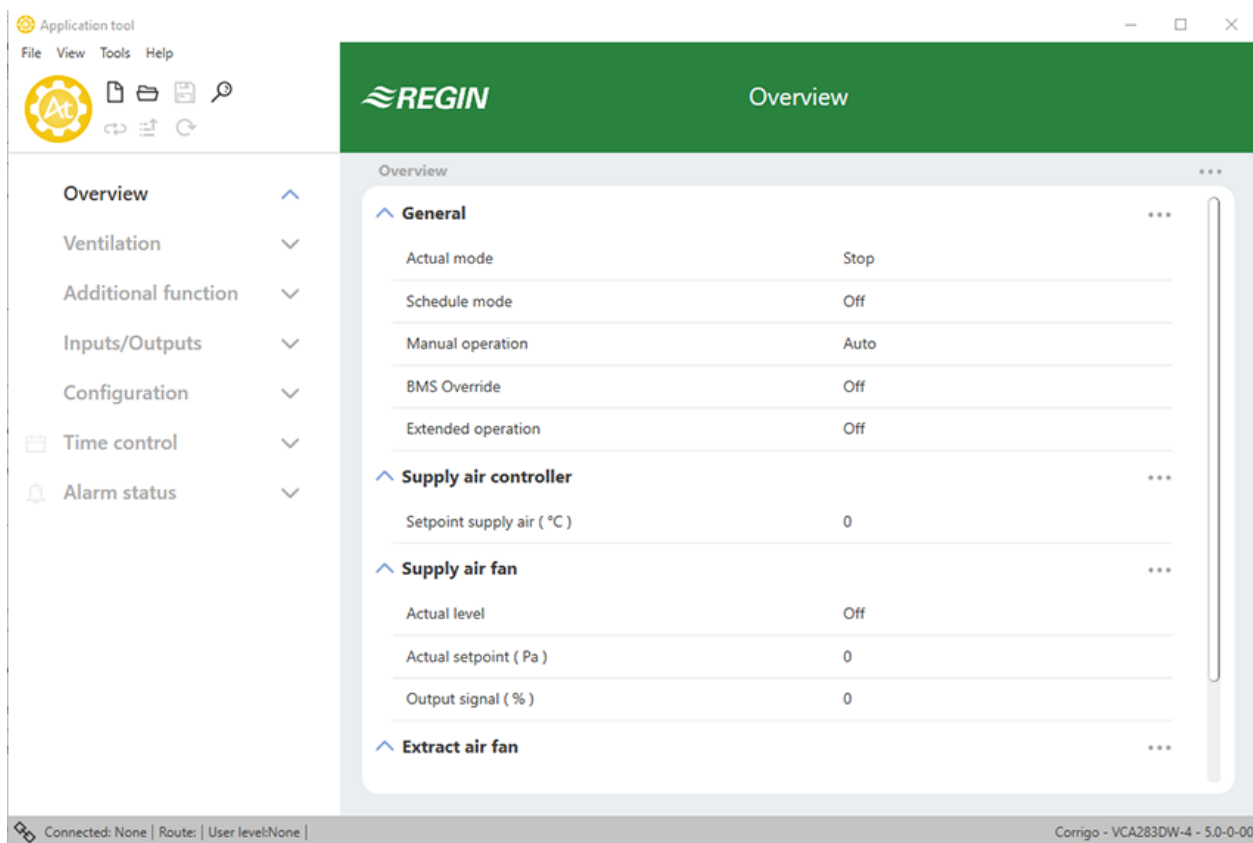 Application tool
File View Tools Help
At
REGIN
Overview
Overview
Ventilation
Additional function
Inputs/Outputs
Configuration
Time control
Alarm status
Overview
General
Actual mode Stop
Schedule mode Off
Manual operation Auto
BMS Override Off
Extended operation Off
Supply air controller
Setpoint supply air ( °C ) 0
Supply air fan
Actual level Off
Actual setpoint ( Pa ) 0
Output signal ( % ) 0
Extract air fan
Connected: None | Route: | User level:None |
Corrigo - VCA283DW-4 - 5.0-0-00